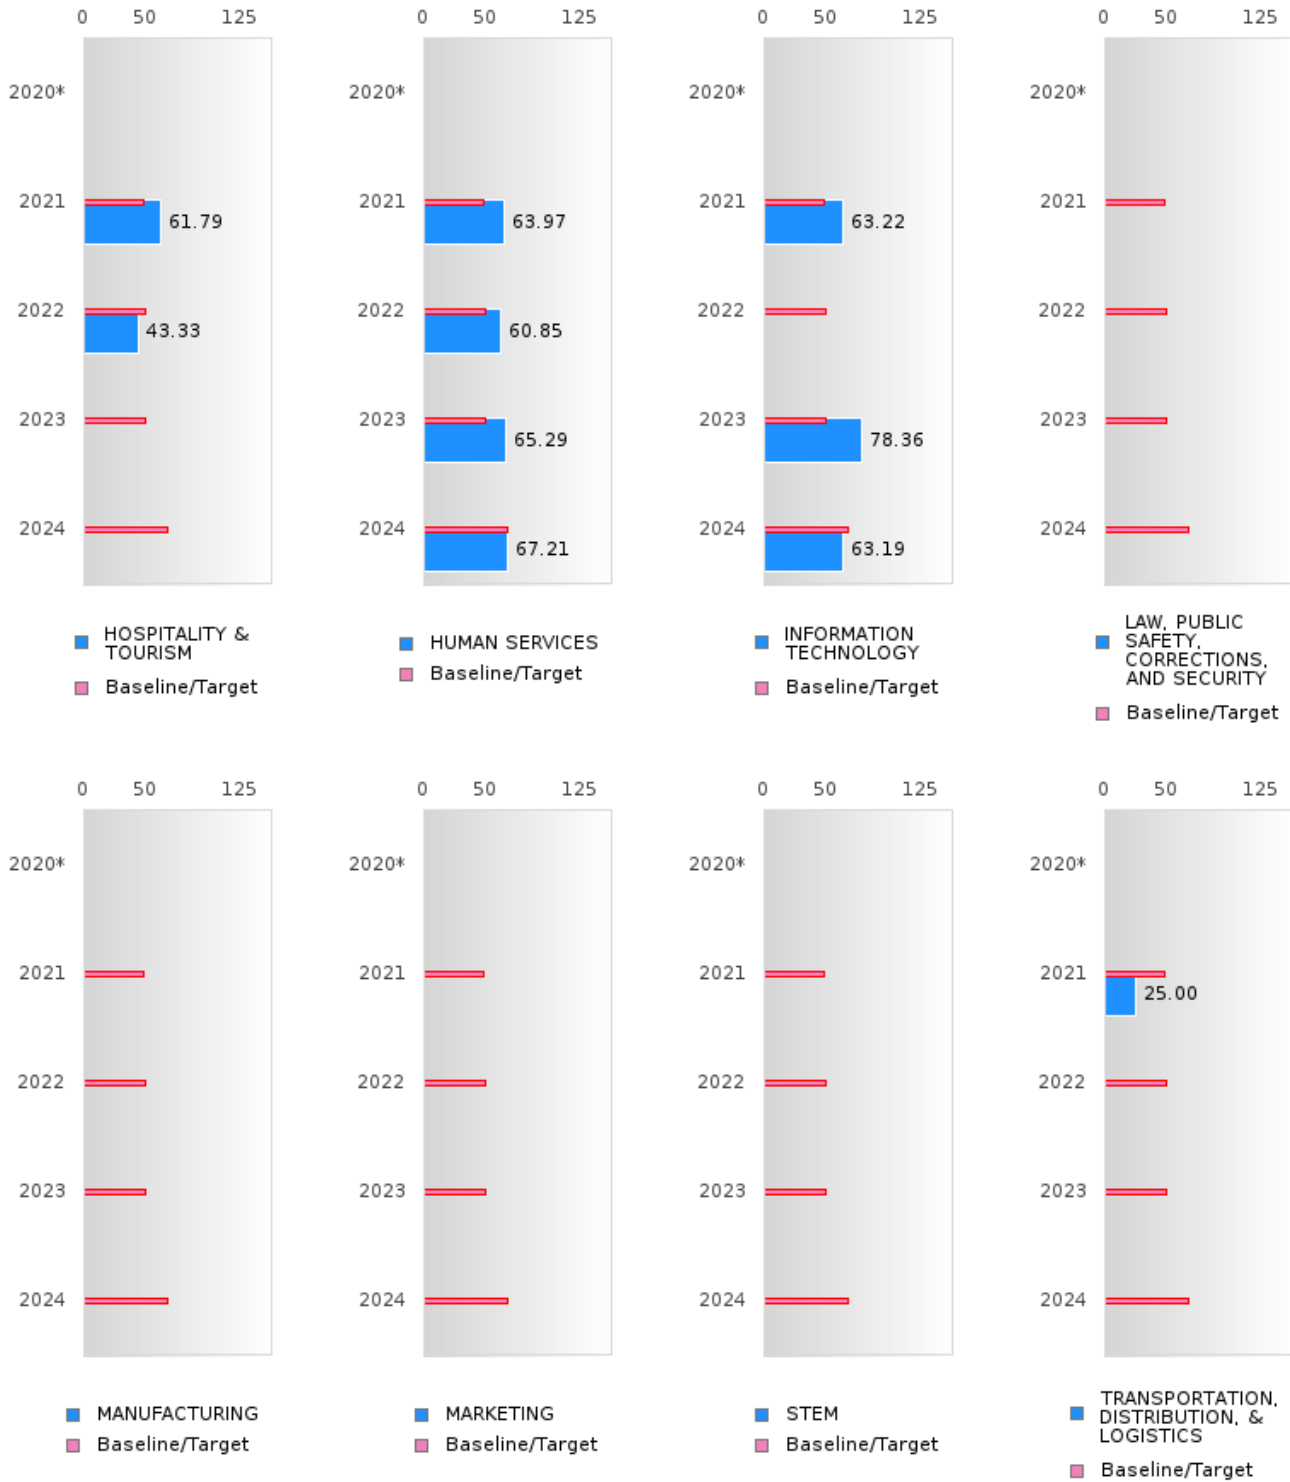 0 50 125
2020*
2021 61.79
2022 43.33
2023
2024
HOSPITALITY &
TOURISM
Baseline/Target
0 50 125
2020*
2021 63.97
2022 60.85
2023 65.29
2024 67.21
HUMAN SERVICES
Baseline/Target
0 50 125
2020*
2021 63.22
2022
2023 78.36
2024 63.19
INFORMATION
TECHNOLOGY
Baseline/Target
0 50 125
2020*
2021
2022
2023
2024
LAW, PUBLIC
SAFETY,
CORRECTIONS,
AND SECURITY
Baseline/Target
0 50 125
2020*
2021
2022
2023
2024
MANUFACTURING
Baseline/Target
0 50 125
2020*
2021
2022
2023
2024
MARKETING
Baseline/Target
0 50 125
2020*
2021
2022
2023
2024
STEM
Baseline/Target
0 50 125
2020*
2021 25.00
2022
2023
2024
TRANSPORTATION,
DISTRIBUTION, &
LOGISTICS
Baseline/Target